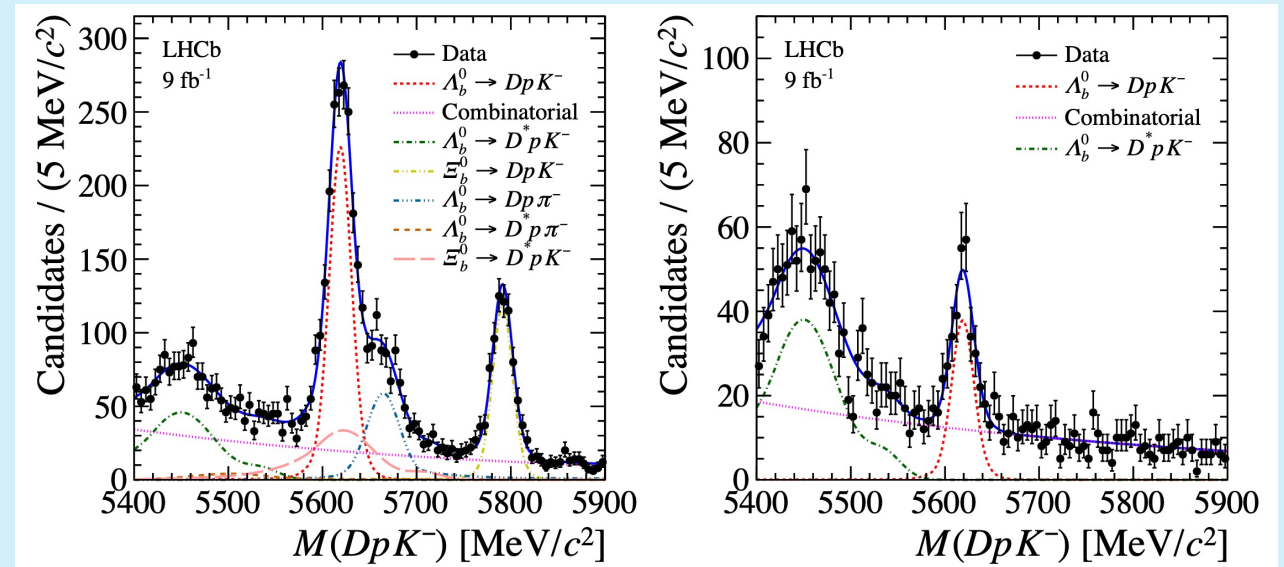 Candidates / (5 MeV/c²)
300
250
200
150
100
50
0
LHCb
9 fb⁻¹
Data
Λ_b^0 → DpK⁻
Combinatorial
Λ_b^0 → D*pK⁻
Ξ_b^0 → DpK⁻
Λ_b^0 → Dpπ⁻
Λ_b^0 → D*pπ⁻
Ξ_b^0 → D*pK⁻
5400 5500 5600 5700 5800 5900
M(DpK⁻) [MeV/c²]
Candidates / (5 MeV/c²)
100
80
60
40
20
0
LHCb
9 fb⁻¹
Data
Λ_b^0 → DpK⁻
Combinatorial
Λ_b^0 → D*pK⁻
5400 5500 5600 5700 5800 5900
M(DpK⁻) [MeV/c²]